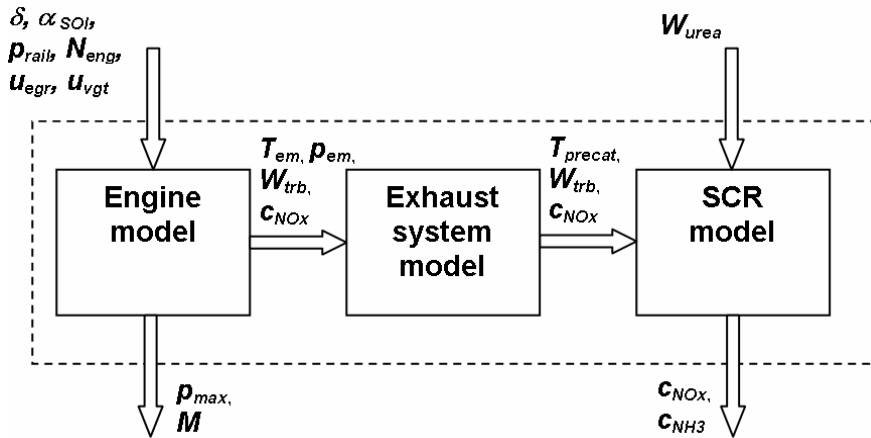 δ, α_SOI,
p_rail, N_eng,
u_egr, u_vgt
W_urea
T_em, p_em,
W_trb,
c_NOx
T_precat,
W_trb,
c_NOx
Engine
model
Exhaust
system
model
SCR
model
p_max,
M
c_NOx,
c_NH3